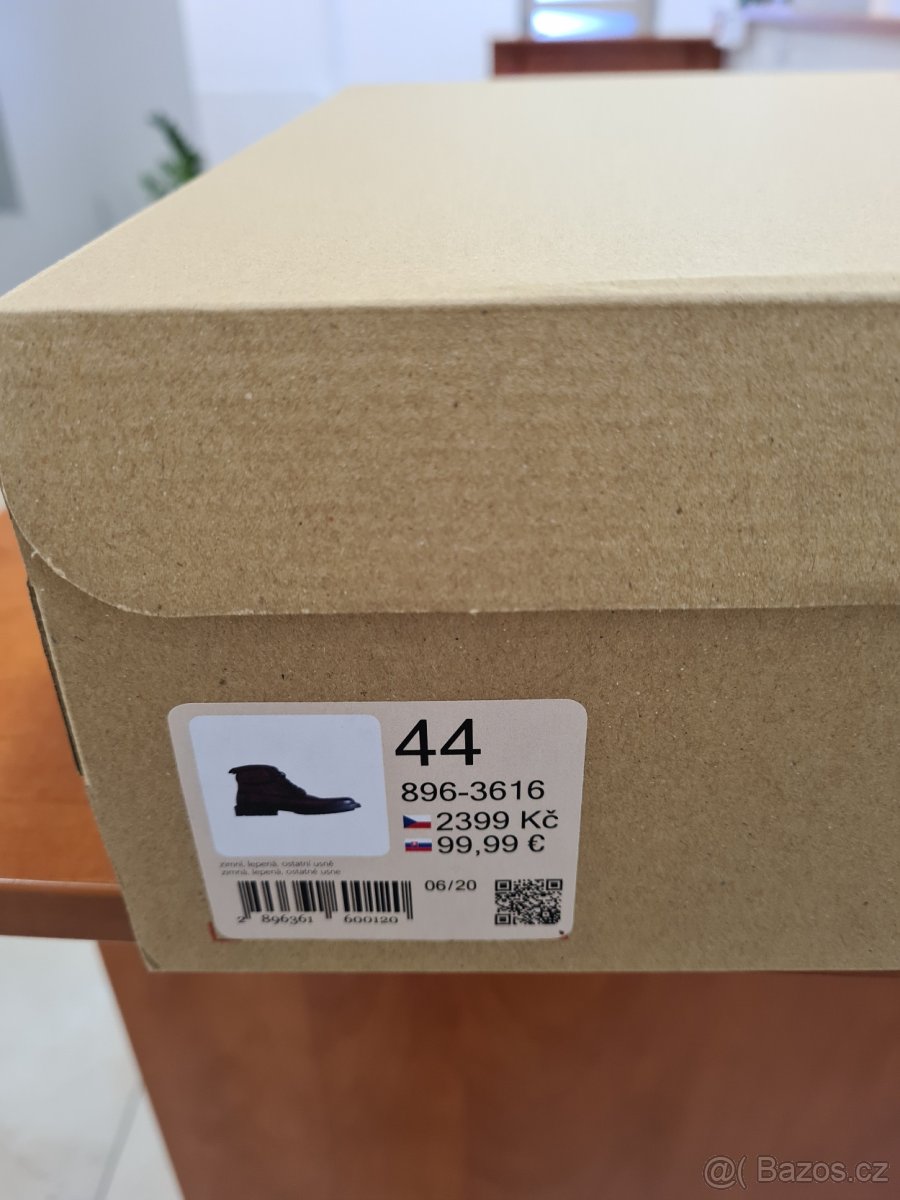 44
896-3616
2399 Kč
99,99 €
zimní, lepená, ostatní usně
zimná, lepená, ostatné usne
06/20
2 896361 600120
@( Bazos.cz